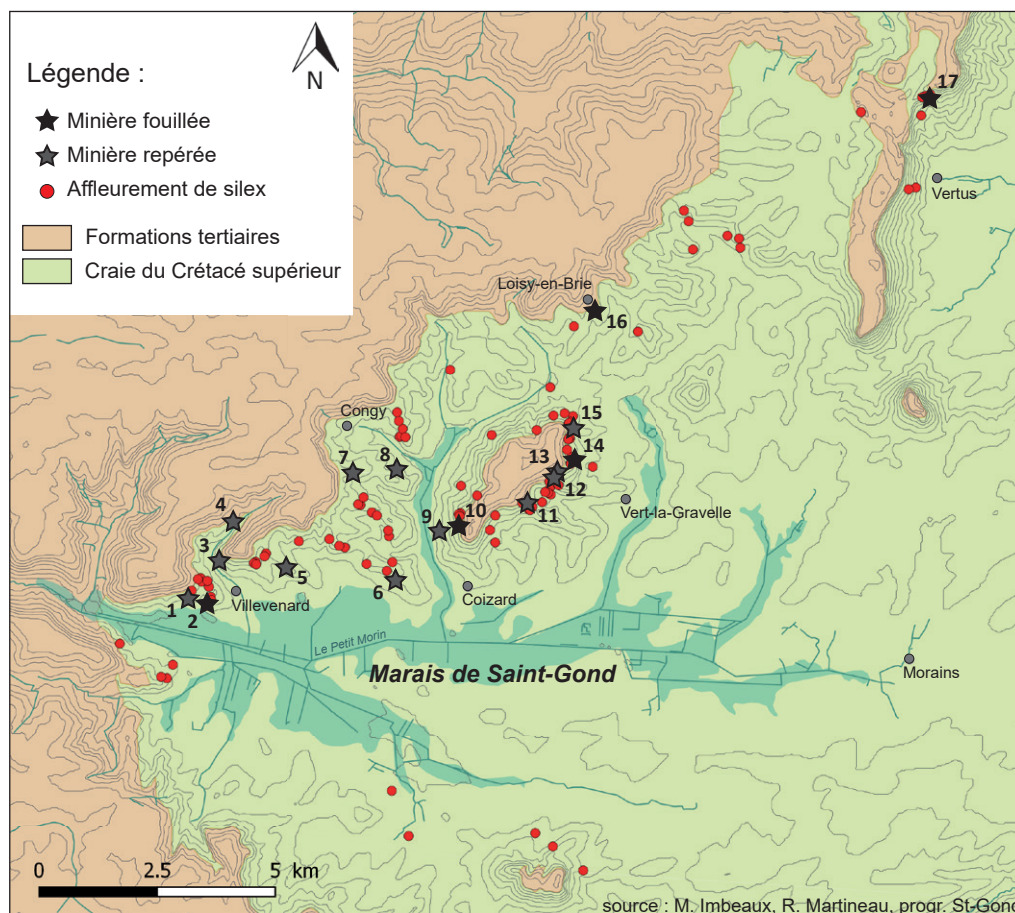 Légende :
N
Minière fouillée
Minière repérée
Affleurement de silex
Formations tertiaires
Craie du Crétacé supérieur
17
Vertus
Loisy-en-Brie
16
Congy
15
14
13
12
11
10
9
8
7
Vert-la-Gravelle
4
3
5
6
Coizard
Villevenard
1
2
Le Petit Morin
Marais de Saint-Gond
Morains
0 2.5 5 km
source : M. Imbeaux, R. Martineau, progr. St-Gond